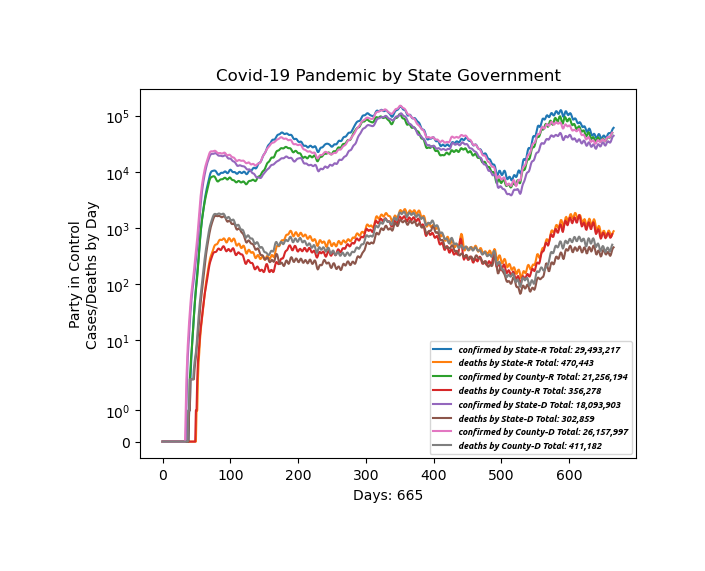 Covid-19 Pandemic by State Government
Party in Control
Cases/Deaths by Day
10^5
10^4
10^3
10^2
10^1
10^0
0
confirmed by State-R Total: 29,493,217
deaths by State-R Total: 470,443
confirmed by County-R Total: 21,256,194
deaths by County-R Total: 356,278
confirmed by State-D Total: 18,093,903
deaths by State-D Total: 302,859
confirmed by County-D Total: 26,157,997
deaths by County-D Total: 411,182
0 100 200 300 400 500 600
Days: 665